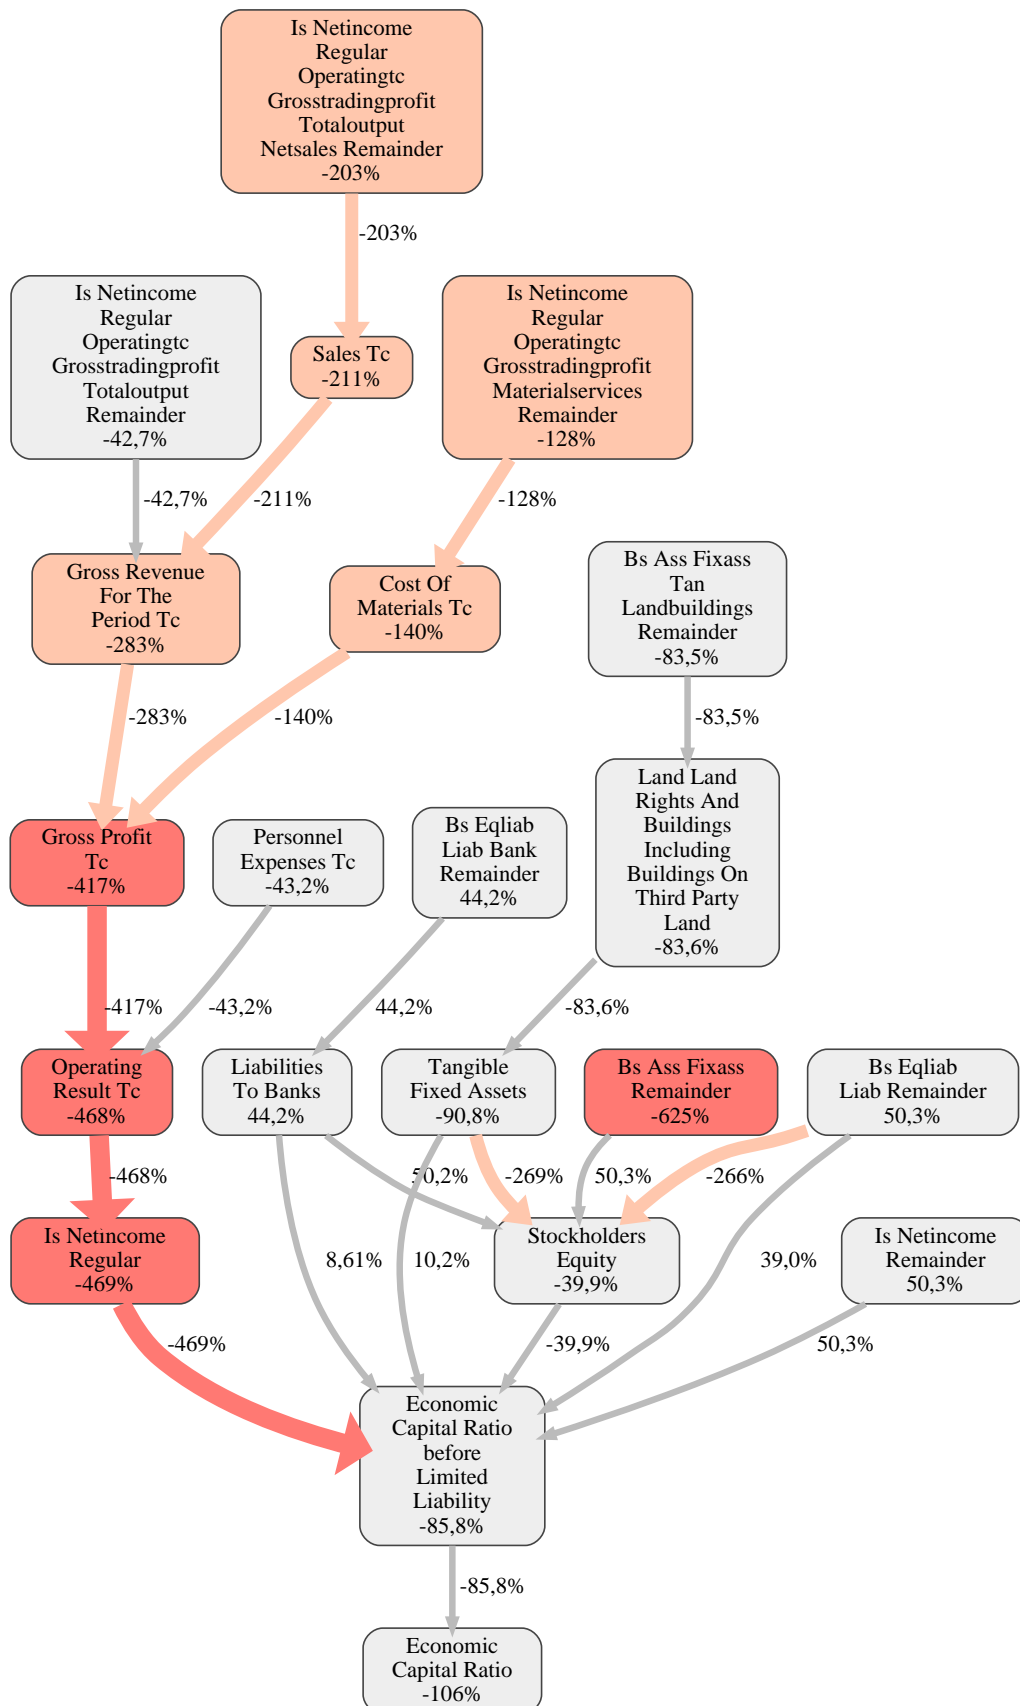 Is Netincome
Regular
Operatingtc
Grosstradingprofit
Totaloutput
Netsales Remainder
-203%
-203%
Is Netincome
Regular
Operatingtc
Grosstradingprofit
Totaloutput
Remainder
-42,7%
Sales Tc
-211%
Is Netincome
Regular
Operatingtc
Grosstradingprofit
Materialservices
Remainder
-128%
-42,7%
-211%
-128%
Gross Revenue
For The
Period Tc
-283%
Cost Of
Materials Tc
-140%
Bs Ass Fixass
Tan
Landbuildings
Remainder
-83,5%
-283%
-140%
-83,5%
Gross Profit
Tc
-417%
Personnel
Expenses Tc
-43,2%
Bs Eqliab
Liab Bank
Remainder
44,2%
Land Land
Rights And
Buildings
Including
Buildings On
Third Party
Land
-83,6%
-417%
-43,2%
44,2%
-83,6%
Operating
Result Tc
-468%
Liabilities
To Banks
44,2%
Tangible
Fixed Assets
-90,8%
Bs Ass Fixass
Remainder
-625%
Bs Eqliab
Liab Remainder
50,3%
-468%
50,2%
-269%
50,3%
-266%
Is Netincome
Regular
-469%
8,61%
10,2%
Stockholders
Equity
-39,9%
39,0%
Is Netincome
Remainder
50,3%
-469%
-39,9%
50,3%
Economic
Capital Ratio
before
Limited
Liability
-85,8%
-85,8%
Economic
Capital Ratio
-106%